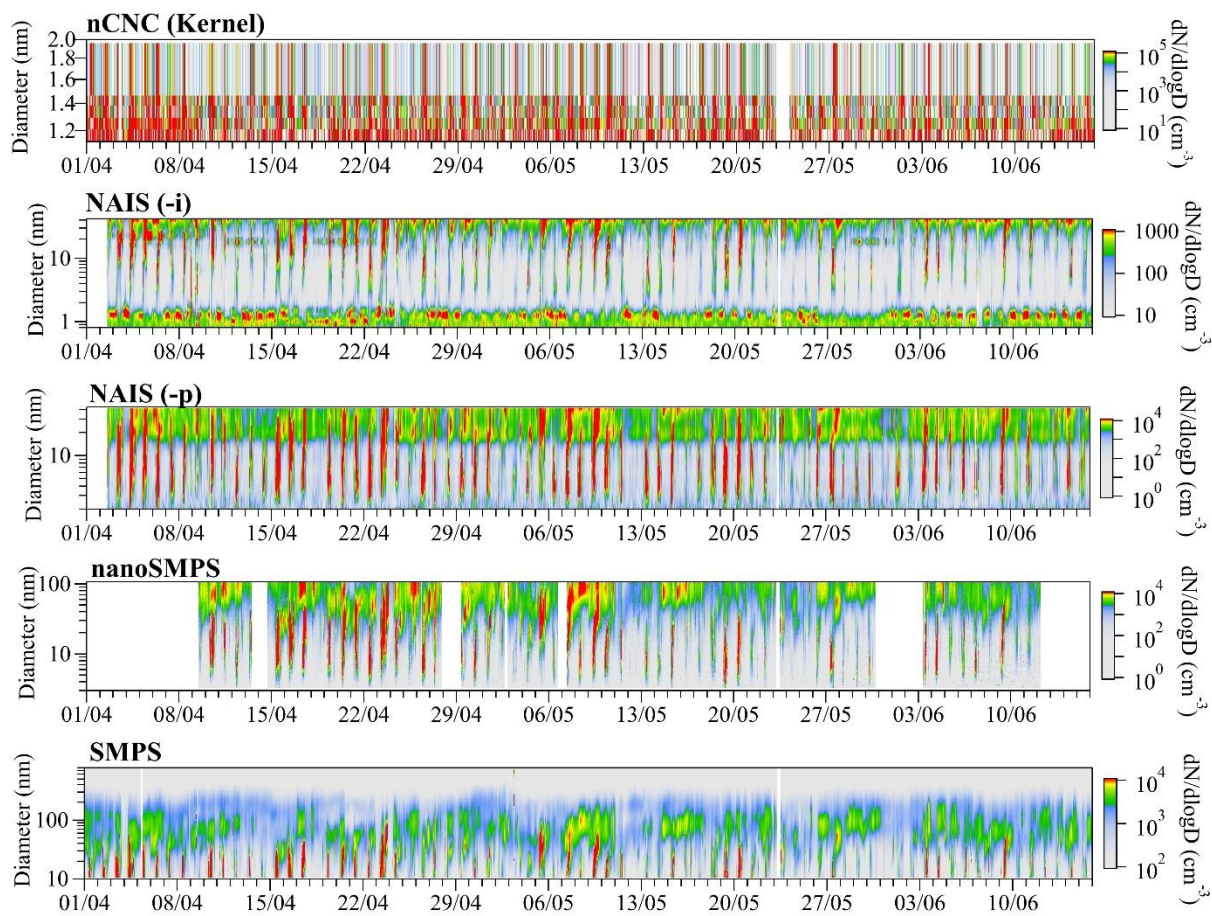 nCNC (Kernel)
Diameter (nm)
2.0
1.8
1.6
1.4
1.2
01/04 08/04 15/04 22/04 29/04 06/05 13/05 20/05 27/05 03/06 10/06
10^5
10^3
10^1
dN/dlogD (cm^-3)
NAIS (-i)
Diameter (nm)
10
1
01/04 08/04 15/04 22/04 29/04 06/05 13/05 20/05 27/05 03/06 10/06
1000
100
10
dN/dlogD (cm^-3)
NAIS (-p)
Diameter (nm)
10
01/04 08/04 15/04 22/04 29/04 06/05 13/05 20/05 27/05 03/06 10/06
10^4
10^2
10^0
dN/dlogD (cm^-3)
nanoSMPS
Diameter (nm)
100
10
01/04 08/04 15/04 22/04 29/04 06/05 13/05 20/05 27/05 03/06 10/06
10^4
10^2
10^0
dN/dlogD (cm^-3)
SMPS
Diameter (nm)
100
10
01/04 08/04 15/04 22/04 29/04 06/05 13/05 20/05 27/05 03/06 10/06
10^4
10^3
10^2
dN/dlogD (cm^-3)